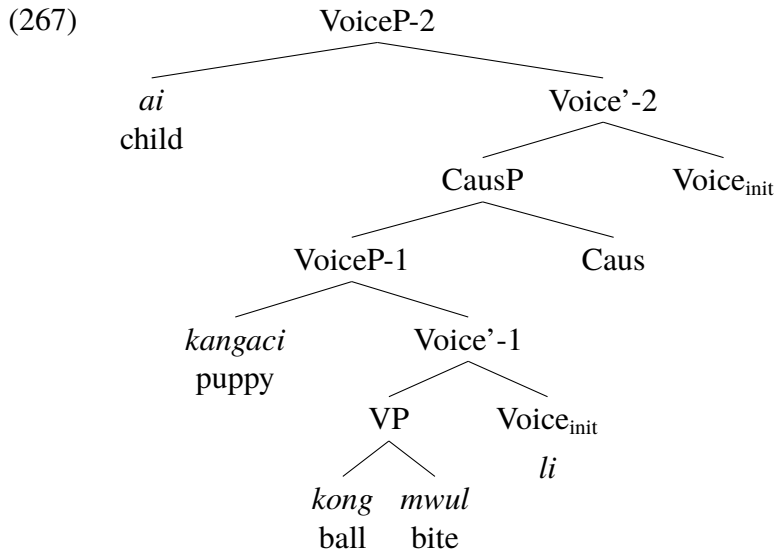 (267) VoiceP-2
ai Voice’-2
child
CausP Voiceinit
VoiceP-1 Caus
kangaci Voice’-1
puppy
VP Voiceinit
li
kong mwul
ball bite